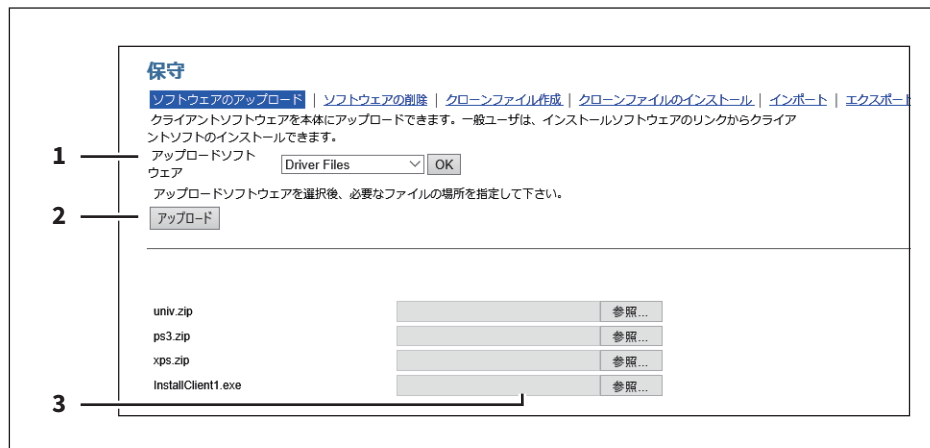 保守
ソフトウェアのアップロード | ソフトウェアの削除 | クローンファイル作成 | クローンファイルのインストール | インポート | エクスポート
クライアントソフトウェアを本体にアップロードできます。一般ユーザは、インストールソフトウェアのリンクからクライア
ントソフトのインストールできます。
1 アップロードソフト
ウェア Driver Files OK
アップロードソフトウェアを選択後、必要なファイルの場所を指定して下さい。
2 アップロード
univ.zip 参照...
ps3.zip 参照...
xps.zip 参照...
InstallClient1.exe 参照...
3